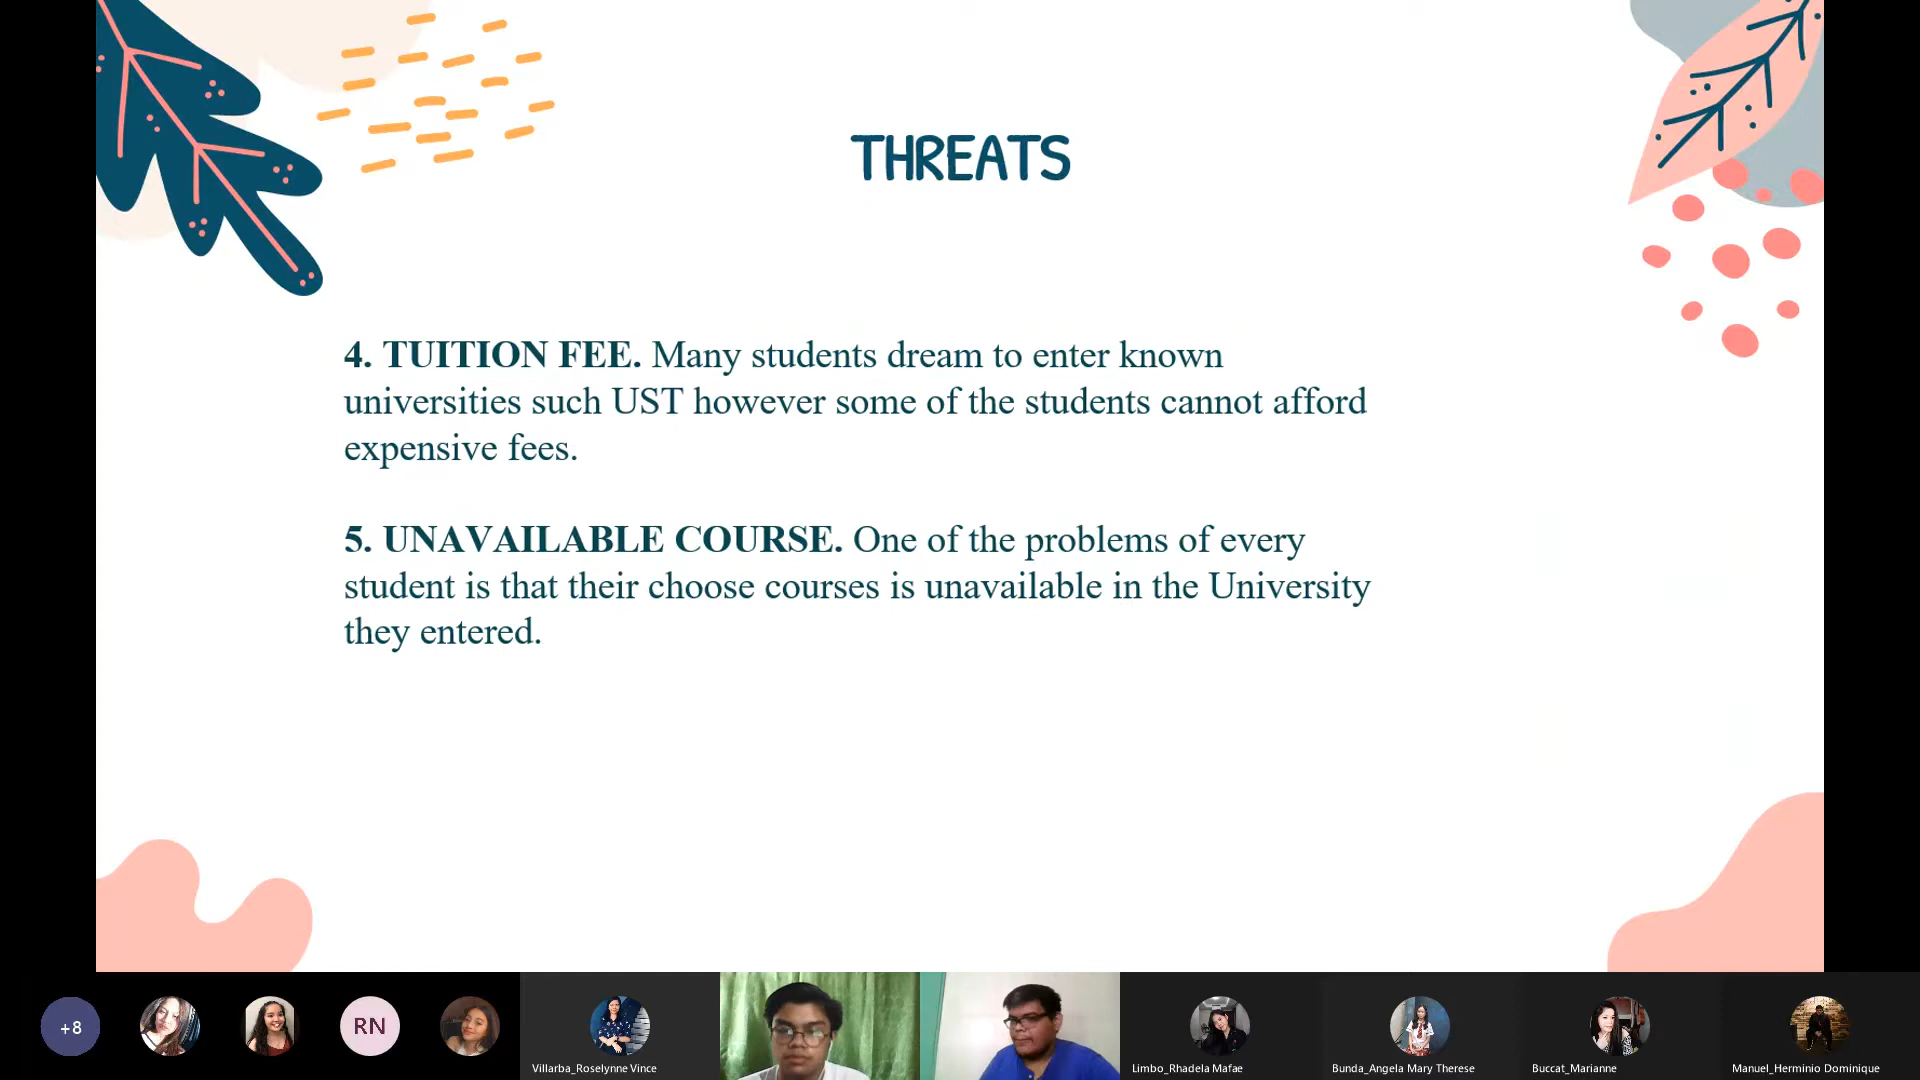 THREATS
4. TUITION FEE. Many students dream to enter known
universities such UST however some of the students cannot afford
expensive fees.
5. UNAVAILABLE COURSE. One of the problems of every
student is that their choose courses is unavailable in the University
they entered.
+8
RN
Villarba_Roselynne Vince
Limbo_Rhadela Mafae
Bunda_Angela Mary Therese
Buccat_Marianne
Manuel_Herminio Dominique